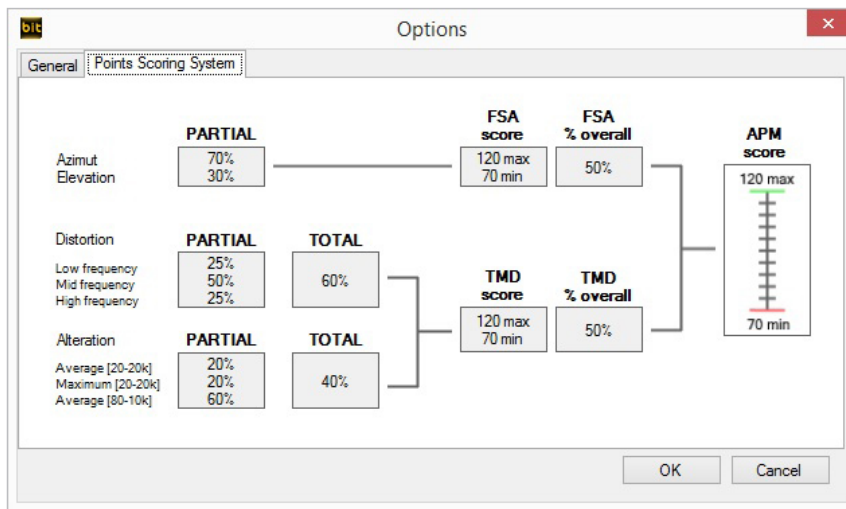 bit
Options
General
Points Scoring System
PARTIAL
FSA
score
FSA
% overall
APM
score
Azimut
Elevation
70%
30%
120 max
70 min
50%
120 max
70 min
Distortion
PARTIAL
TOTAL
Low frequency
Mid frequency
High frequency
25%
50%
25%
60%
TMD
score
TMD
% overall
120 max
70 min
50%
Alteration
PARTIAL
TOTAL
Average [20-20k]
Maximum [20-20k]
Average [80-10k]
20%
20%
60%
40%
OK
Cancel